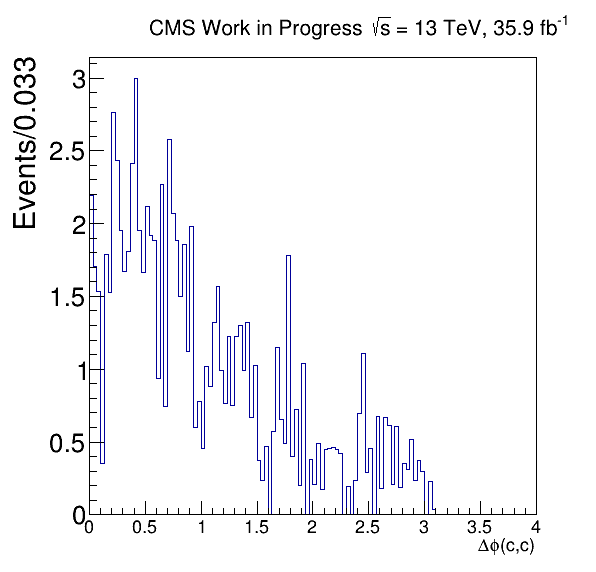 CMS Work in Progress √s = 13 TeV, 35.9 fb⁻¹
Events/0.033
3
2.5
2
1.5
1
0.5
0
0 0.5 1 1.5 2 2.5 3 3.5 4
Δϕ(c,c)